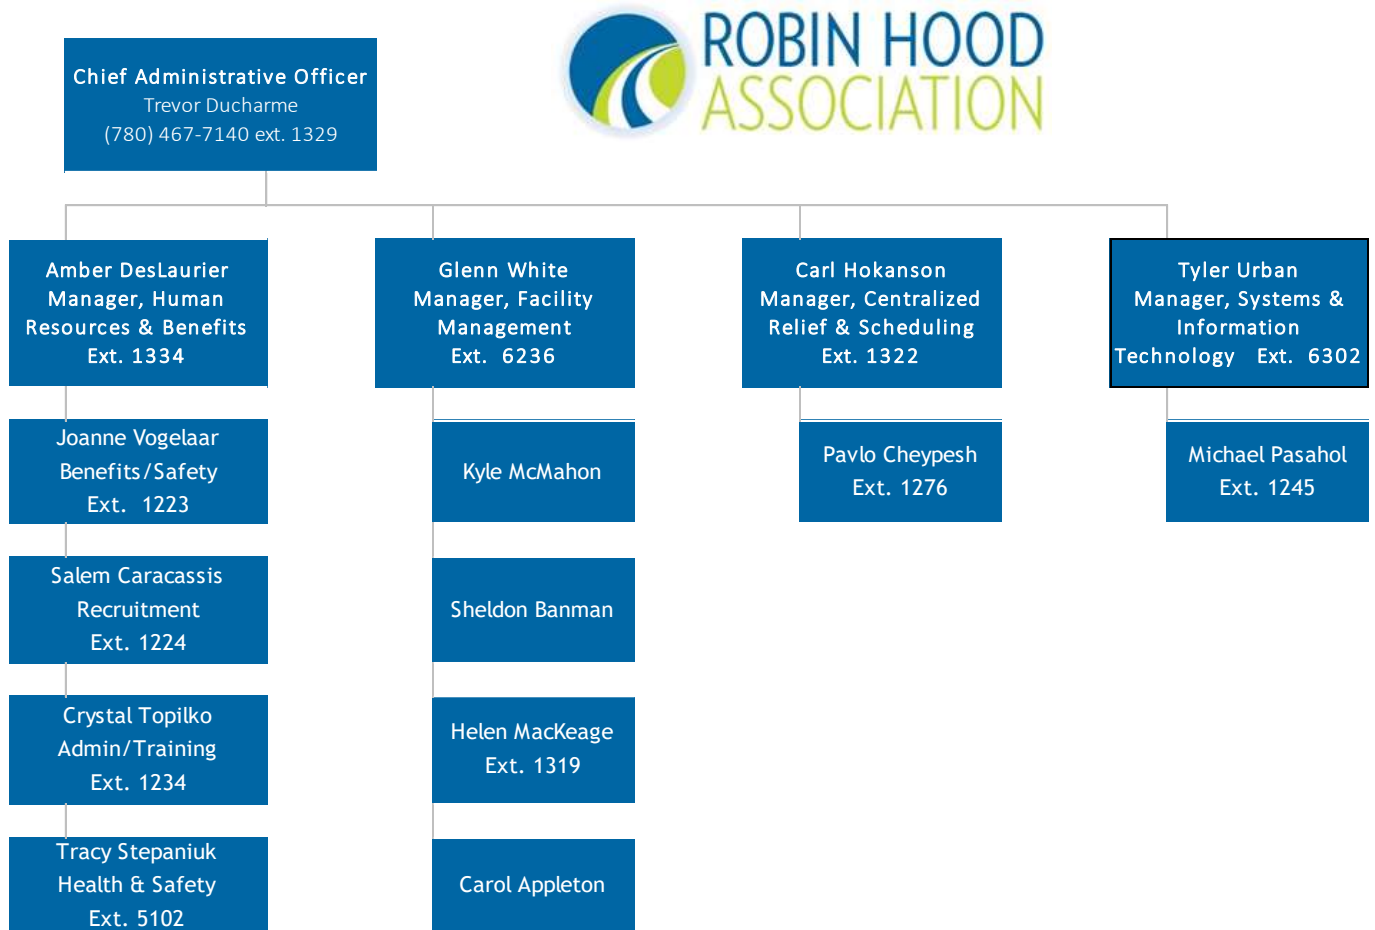 ROBIN HOOD
ASSOCIATION
Chief Administrative Officer
Trevor Ducharme
(780) 467-7140 ext. 1329
Amber DesLaurier
Manager, Human
Resources & Benefits
Ext. 1334
Glenn White
Manager, Facility
Management
Ext. 6236
Carl Hokanson
Manager, Centralized
Relief & Scheduling
Ext. 1322
Tyler Urban
Manager, Systems &
Information
Technology Ext. 6302
Joanne Vogelaar
Benefits/Safety
Ext. 1223
Salem Caracassis
Recruitment
Ext. 1224
Crystal Topilko
Admin/Training
Ext. 1234
Tracy Stepaniuk
Health & Safety
Ext. 5102
Kyle McMahon
Sheldon Banman
Helen MacKeage
Ext. 1319
Carol Appleton
Pavlo Cheypesh
Ext. 1276
Michael Pasahol
Ext. 1245